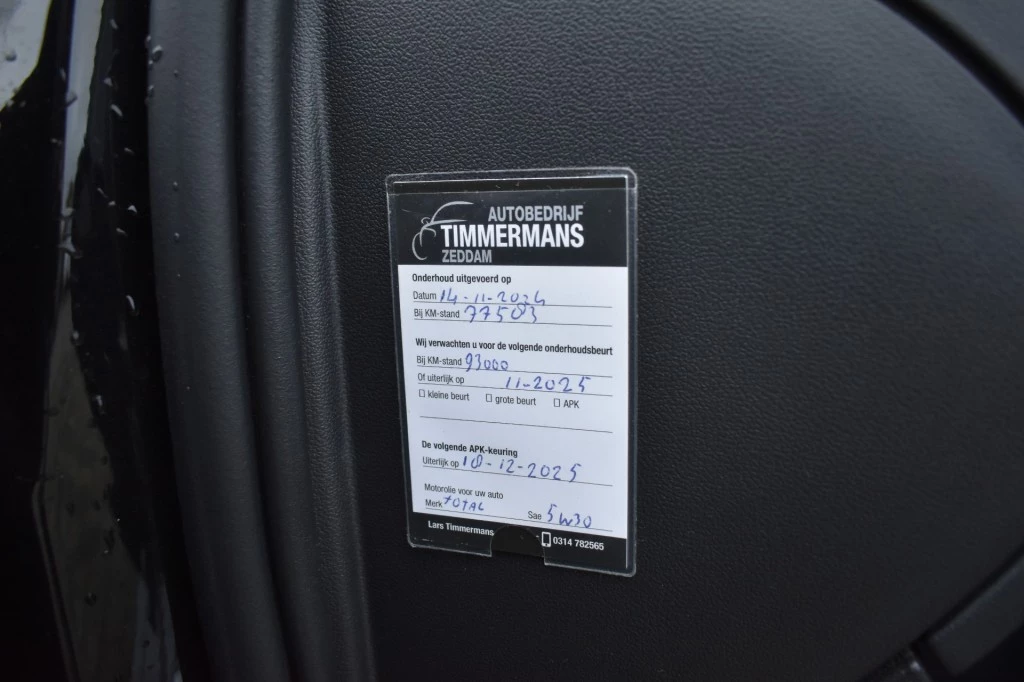 AUTOBEDRIJF
TIMMERMANS
ZEDDAM
Onderhoud uitgevoerd op
Datum 14-11-2024
Bij KM-stand 77503
Wij verwachten u voor de volgende onderhoudsbeurt
Bij KM-stand 93000
Of uiterlijk op 11-2025
kleine beurt grote beurt APK
De volgende APK-keuring
Uiterlijk op 10-12-2025
Motorolie voor uw auto
Merk TOTAL Sae 5W30
Lars Timmermans 0314 782565